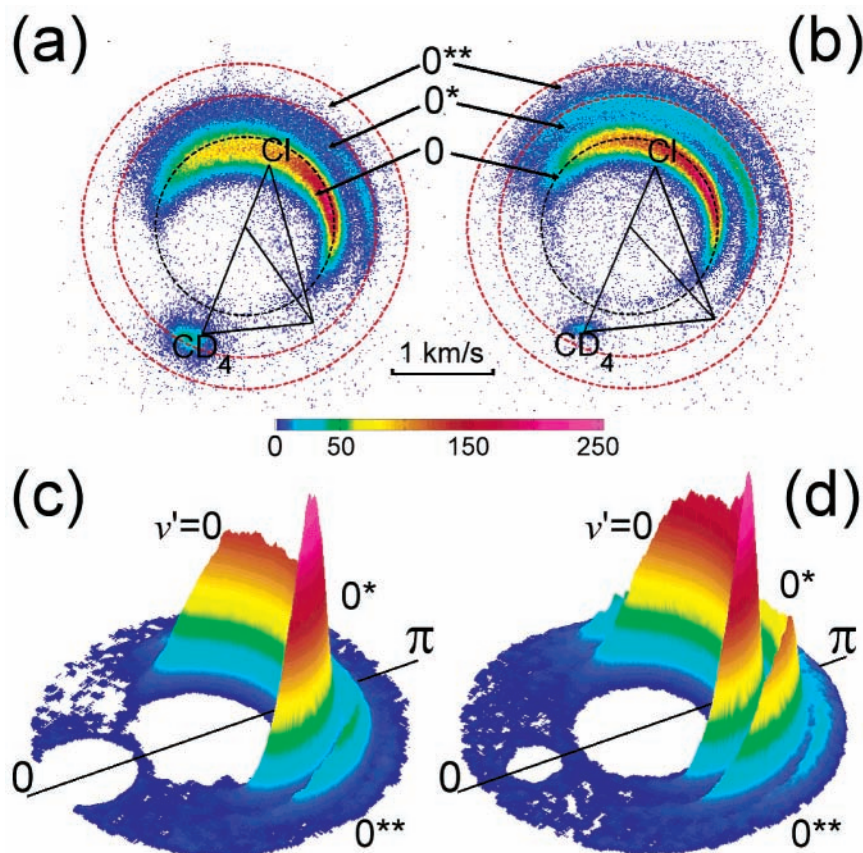 (a)
(b)
0**
0*
0
Cl
Cl
CD4
CD4
1 km/s
0 50 150 250
(c)
(d)
v'=0
v'=0
0*
0*
π
π
0
0
0**
0**